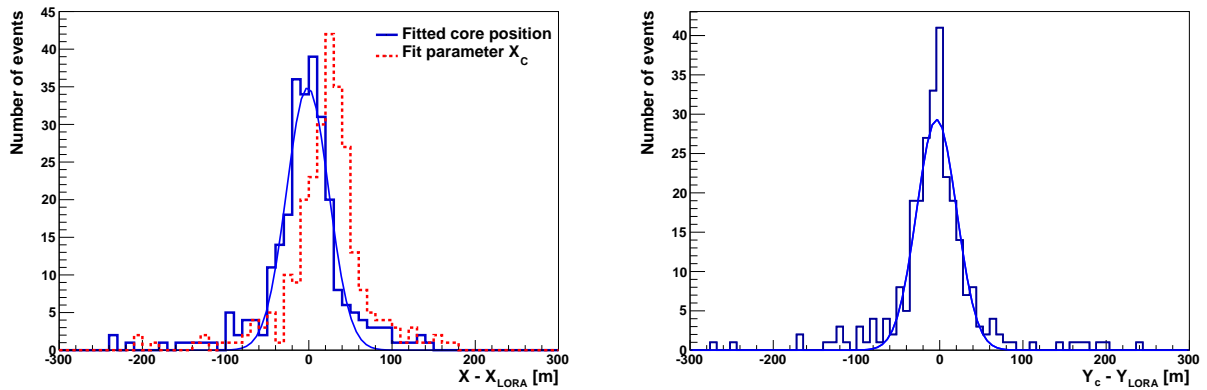 Number of events
45
40
35
30
25
20
15
10
5
0
-300 -200 -100 0 100 200 300
X - X_LORA [m]
Fitted core position
Fit parameter X_C
Number of events
40
35
30
25
20
15
10
5
0
-300 -200 -100 0 100 200 300
Y_c - Y_LORA [m]